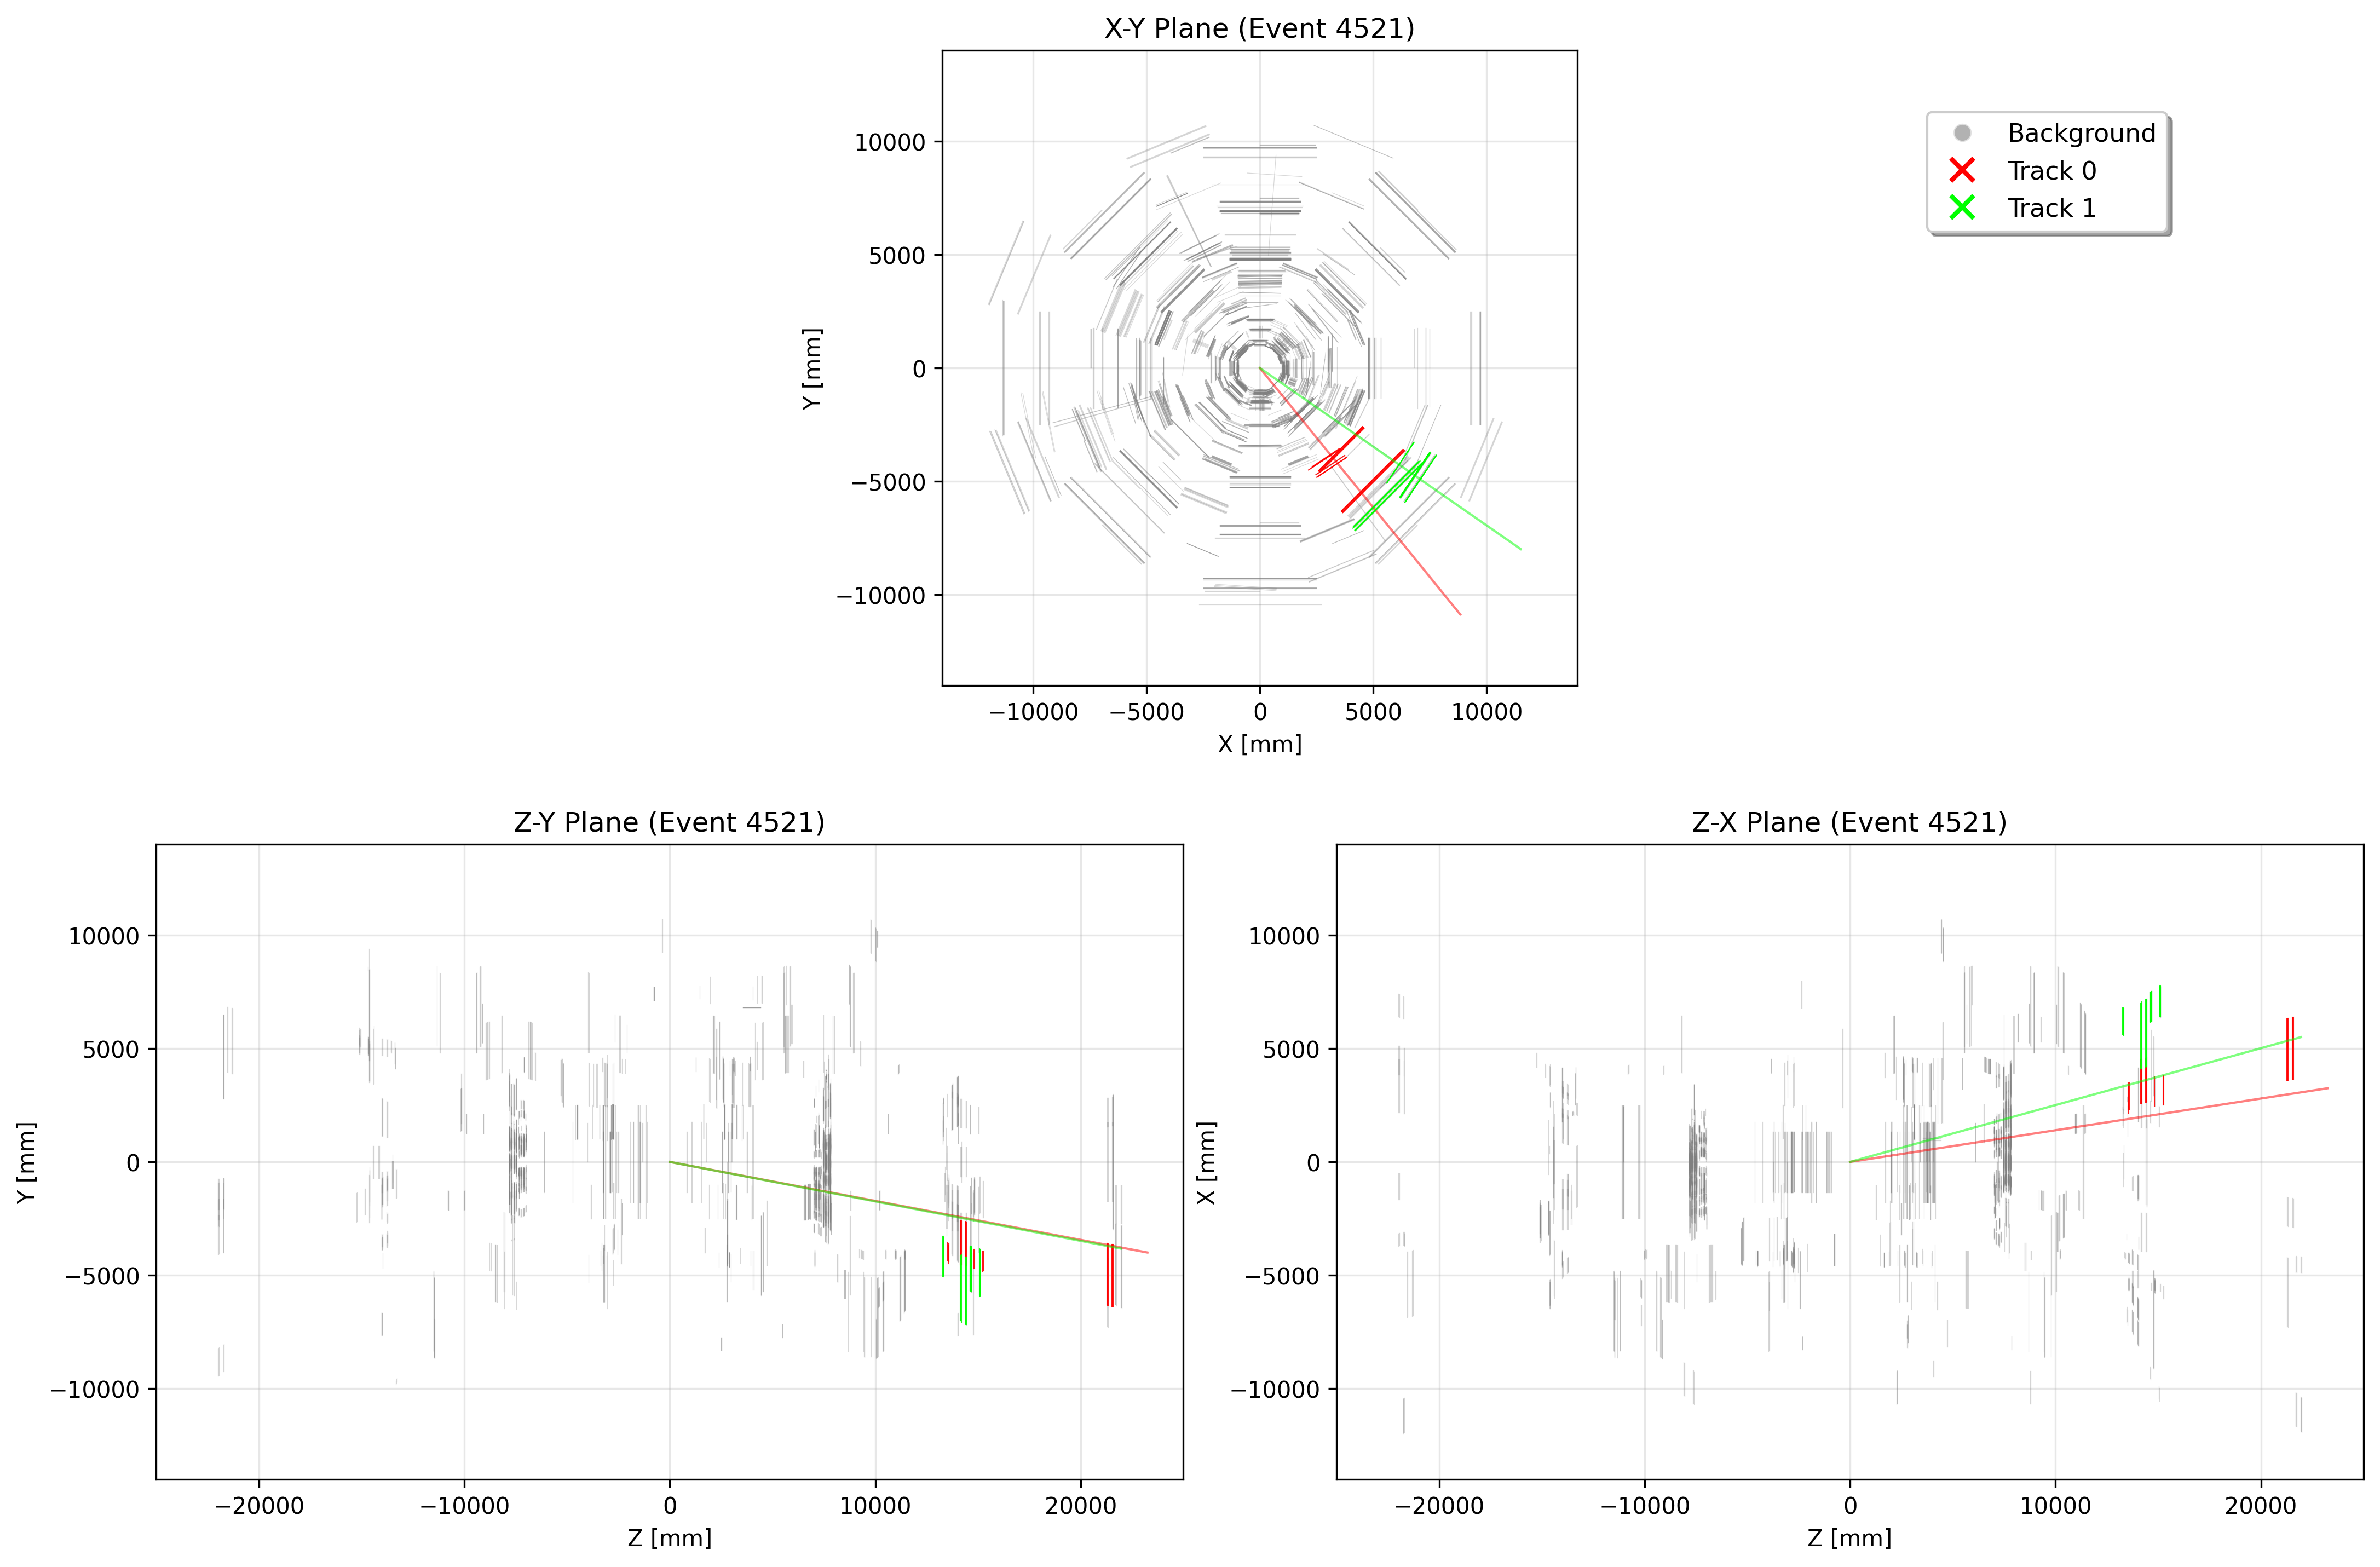 X-Y Plane (Event 4521)
Background
Track 0
Track 1
10000
5000
0
−5000
−10000
Y [mm]
−10000 −5000 0 5000 10000
X [mm]
Z-Y Plane (Event 4521)
10000
5000
0
−5000
−10000
Y [mm]
−20000 −10000 0 10000 20000
Z [mm]
Z-X Plane (Event 4521)
10000
5000
0
−5000
−10000
X [mm]
−20000 −10000 0 10000 20000
Z [mm]